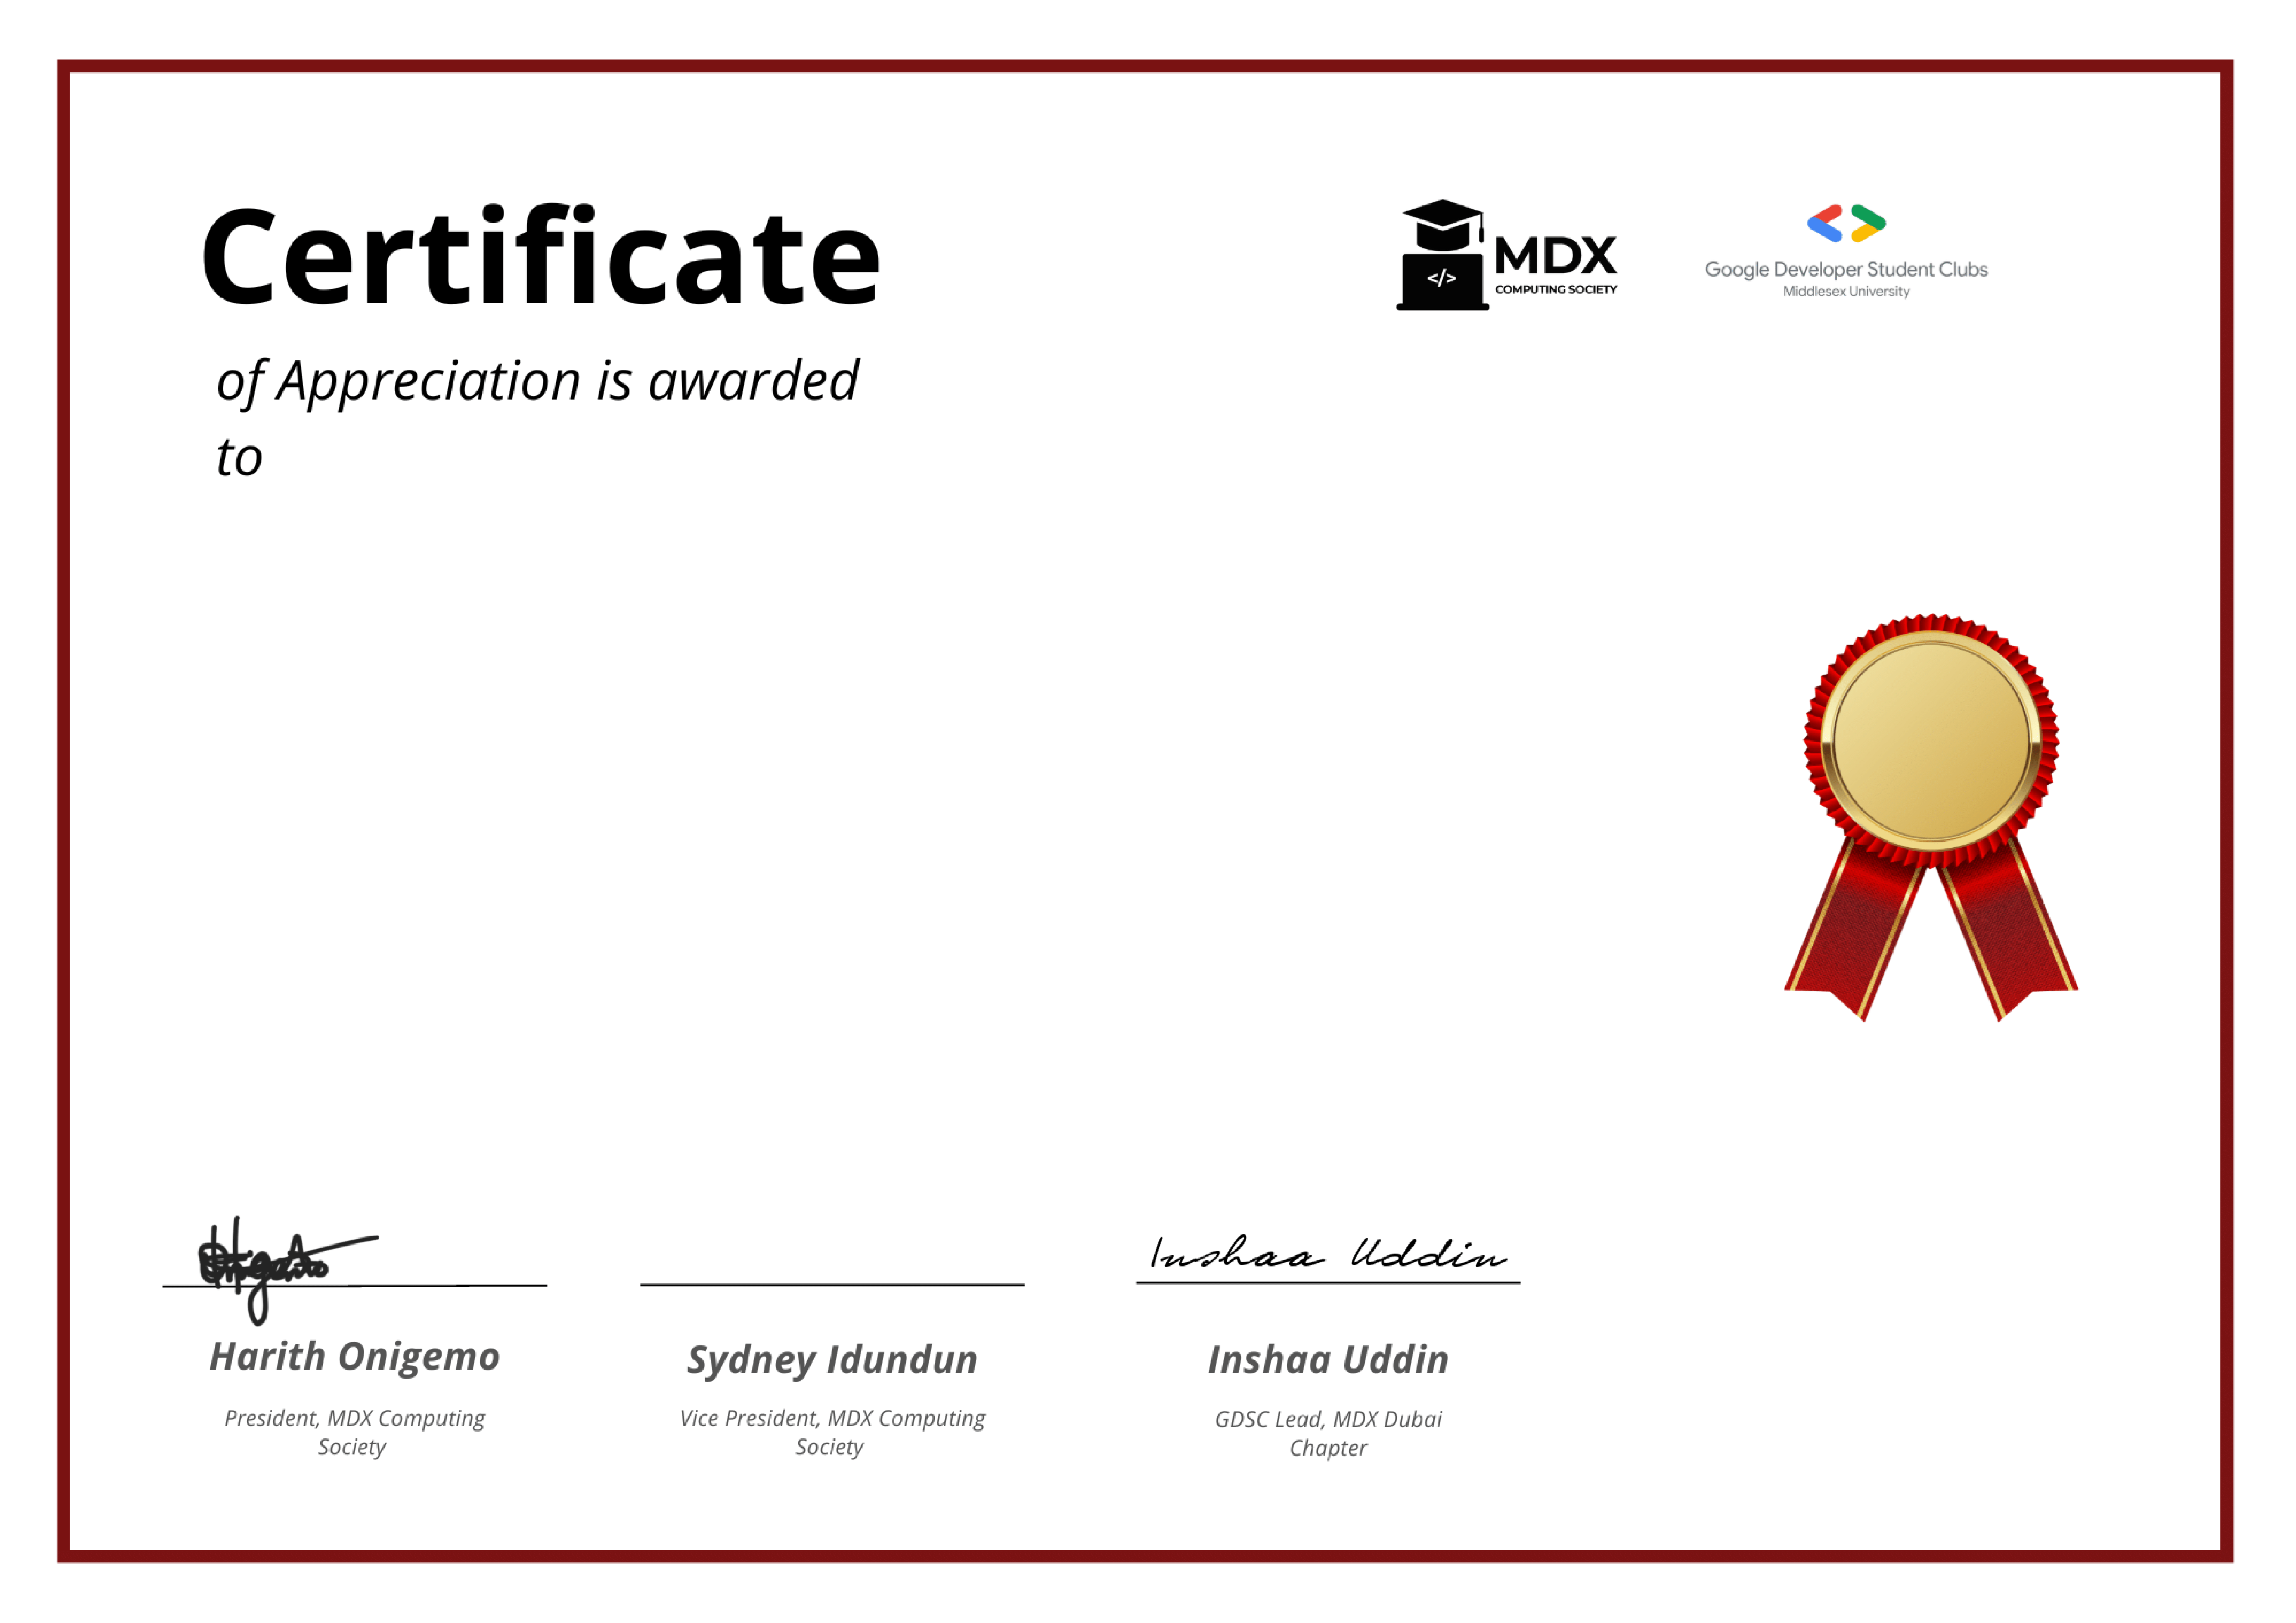 Certificate
of Appreciation is awarded
to
</>
MDX
COMPUTING SOCIETY
Google Developer Student Clubs
Middlesex University
Inshaa Uddin
Harith Onigemo
Sydney Idundun
Inshaa Uddin
President, MDX Computing
Society
Vice President, MDX Computing
Society
GDSC Lead, MDX Dubai
Chapter